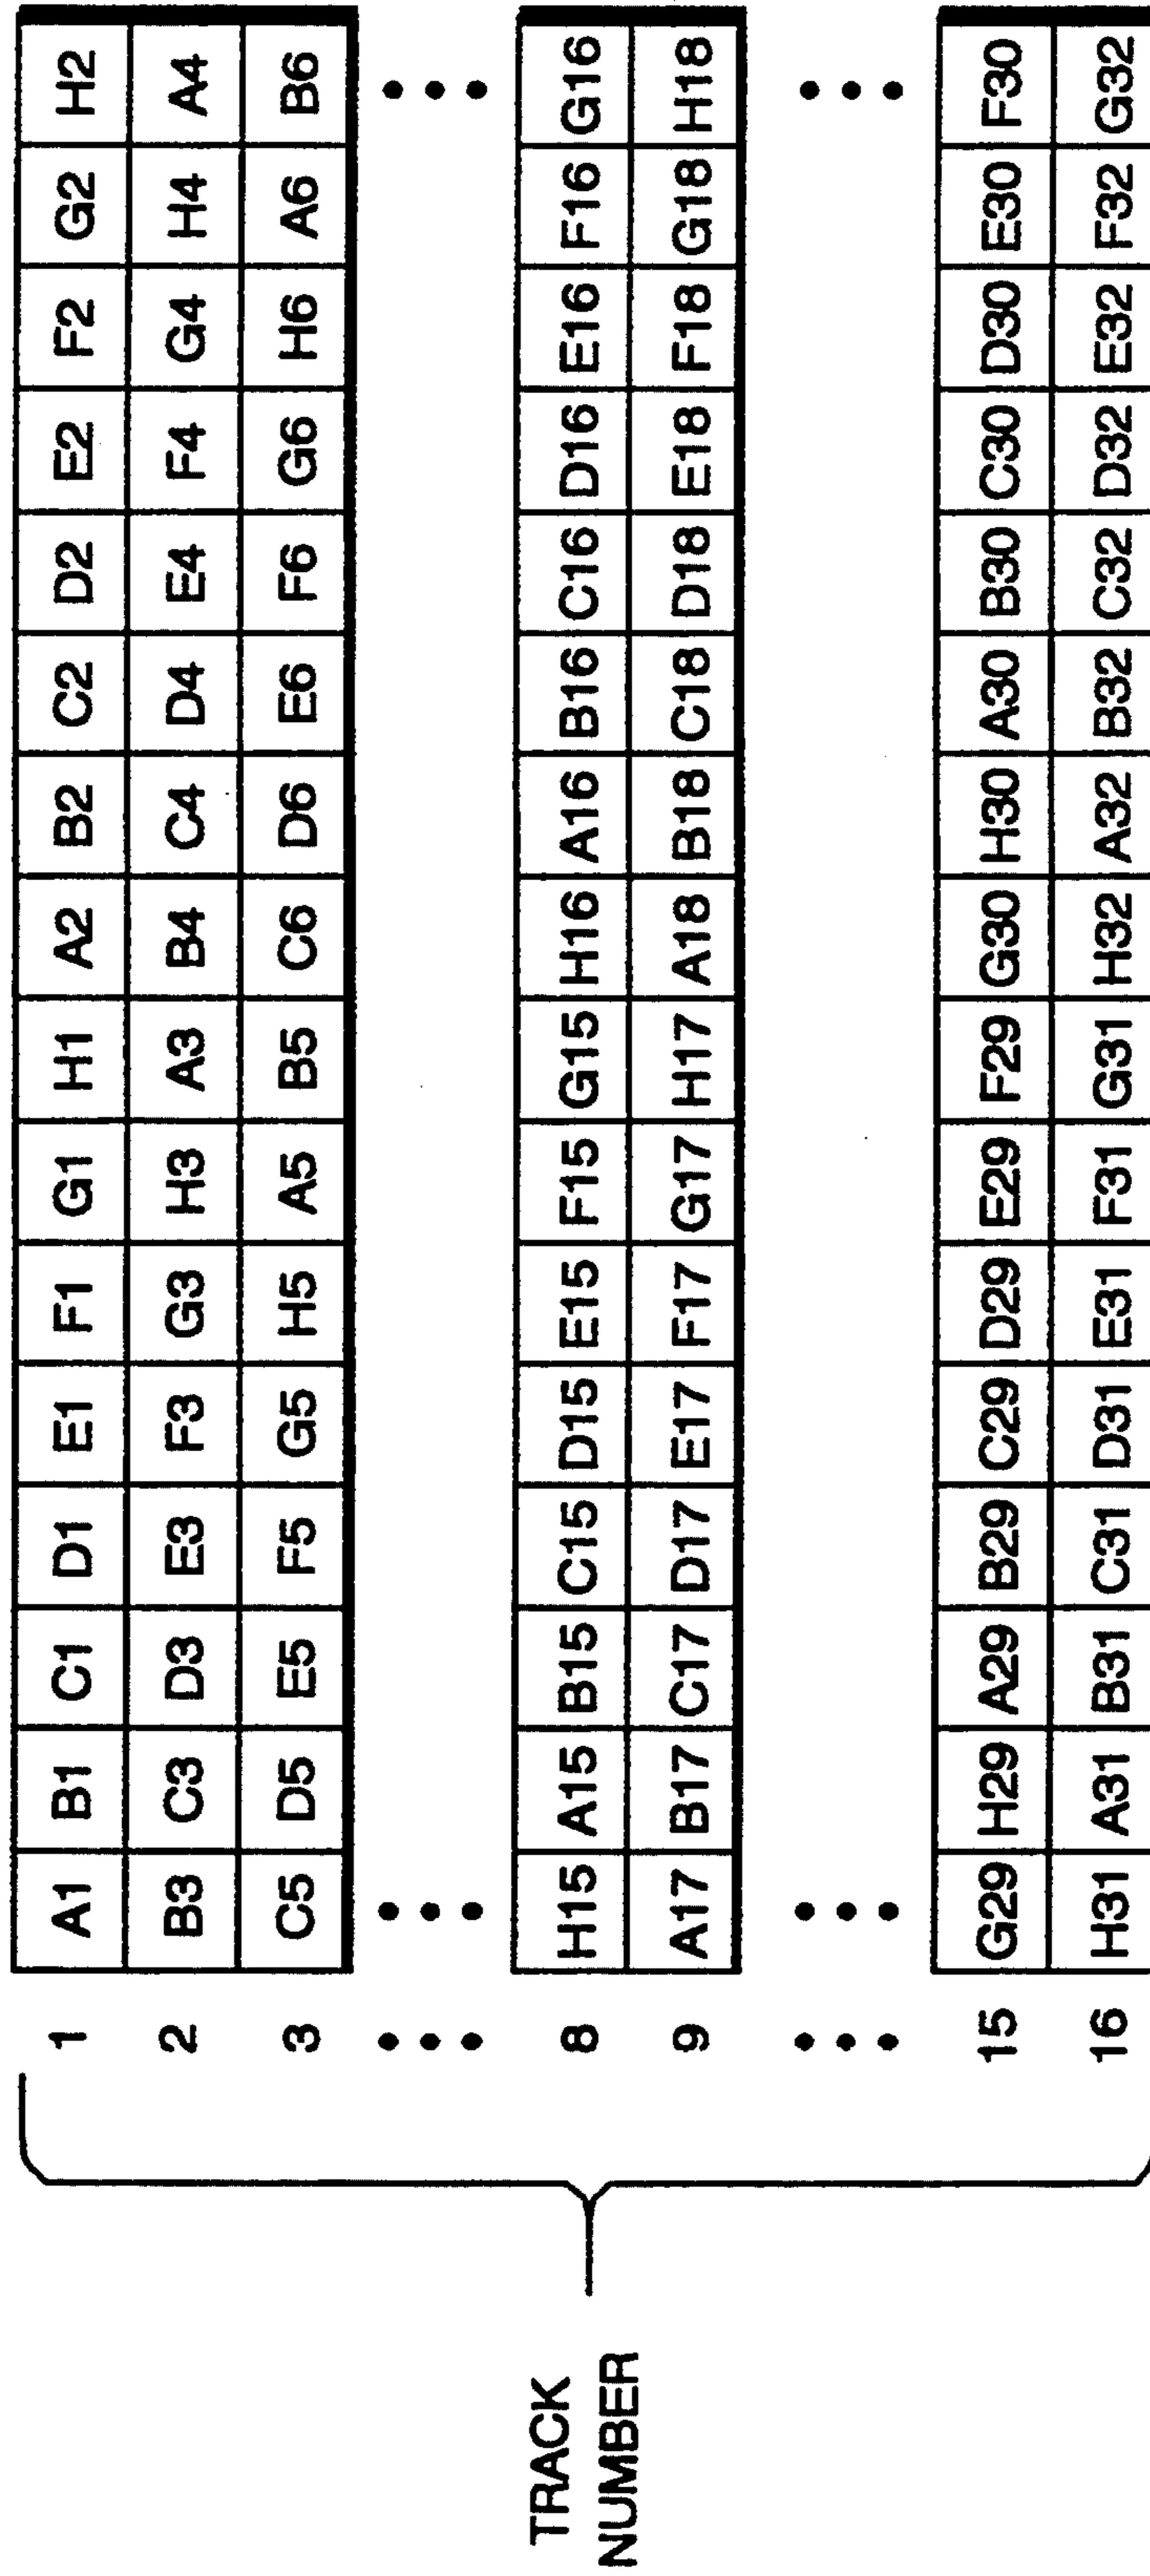 1 A1 B1 C1 D1 E1 F1 G1 H1 A2 B2 C2 D2 E2 F2 G2 H2
2 B3 C3 D3 E3 F3 G3 H3 A3 B4 C4 D4 E4 F4 G4 H4 A4
3 C5 D5 E5 F5 G5 H5 A5 B5 C6 D6 E6 F6 G6 H6 A6 B6
8 H15 A15 B15 C15 D15 E15 F15 G15 H16 A16 B16 C16 D16 E16 F16 G16
9 A17 B17 C17 D17 E17 F17 G17 H17 A18 B18 C18 D18 E18 F18 G18 H18
15 G29 H29 A29 B29 C29 D29 E29 F29 G30 H30 A30 B30 C30 D30 E30 F30
16 H31 A31 B31 C31 D31 E31 F31 G31 H32 A32 B32 C32 D32 E32 F32 G32
TRACK
NUMBER